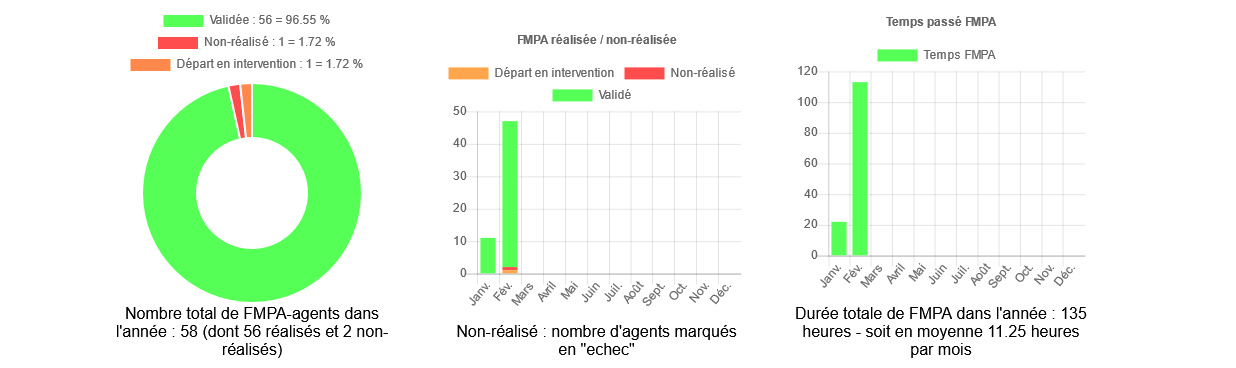 Validée : 56 = 96.55 %
Non-réalisé : 1 = 1.72 %
Départ en intervention : 1 = 1.72 %
Nombre total de FMPA-agents dans
l'année : 58 (dont 56 réalisés et 2 non-
réalisés)
FMPA réalisée / non-réalisée
Départ en intervention
Non-réalisé
Validé
50
40
30
20
10
0
Janv.
Fév.
Mars
Avril
Mai
Juin
Juil.
Août
Sept.
Oct.
Nov.
Déc.
Non-réalisé : nombre d'agents marqués
en "echec"
Temps passé FMPA
Temps FMPA
120
100
80
60
40
20
0
Janv.
Fév.
Mars
Avril
Mai
Juin
Juil.
Août
Sept.
Oct.
Nov.
Déc.
Durée totale de FMPA dans l'année : 135
heures - soit en moyenne 11.25 heures
par mois